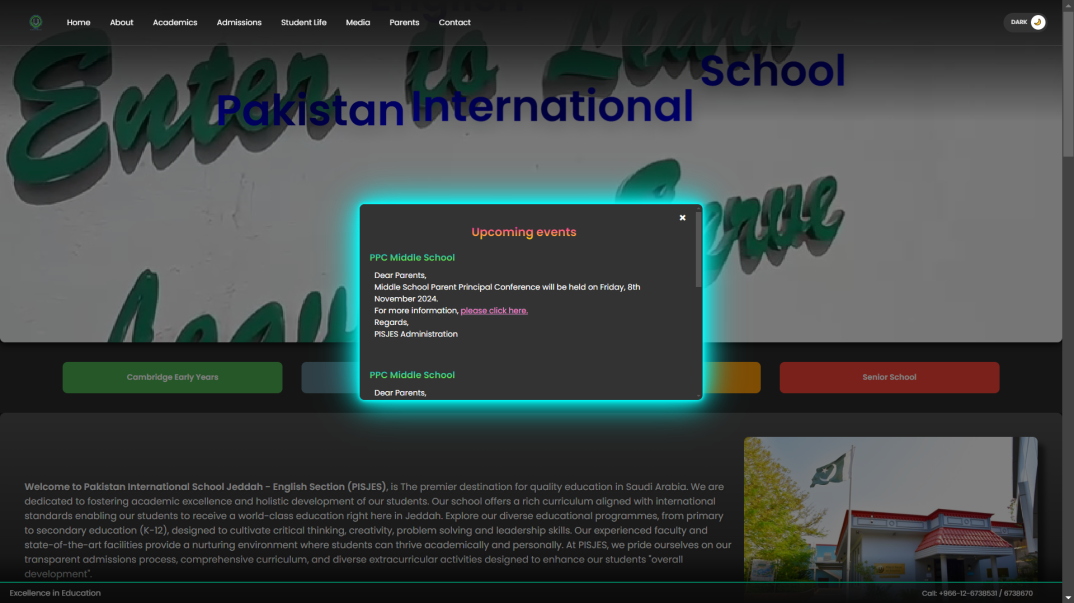 Home About Academics Admissions Student Life Media Parents Contact
DARK
English
Enter to Learn
School
Pakistan International
Serve
Upcoming events
PPC Middle School
Dear Parents,
Middle School Parent Principal Conference will be held on Friday, 8th
November 2024.
For more information, please click here.
Regards,
PISJES Administration
PPC Middle School
Dear Parents,
Cambridge Early Years
Senior School
Welcome to Pakistan International School Jeddah - English Section (PISJES), is The premier destination for quality education in Saudi Arabia. We are
dedicated to fostering academic excellence and holistic development of our students. Our school offers a rich curriculum aligned with international
standards enabling our students to receive a world-class education right here in Jeddah. Explore our diverse educational programmes, from primary
to secondary education (K-12), designed to cultivate critical thinking, creativity, problem solving and leadership skills. Our experienced faculty and
state-of-the-art facilities provide a nurturing environment where students can thrive academically and personally. At PISJES, we pride ourselves on our
transparent admissions process, comprehensive curriculum, and diverse extracurricular activities designed to enhance our students "overall
development".
Excellence in Education
Call: +966-12-6738531 / 6738670